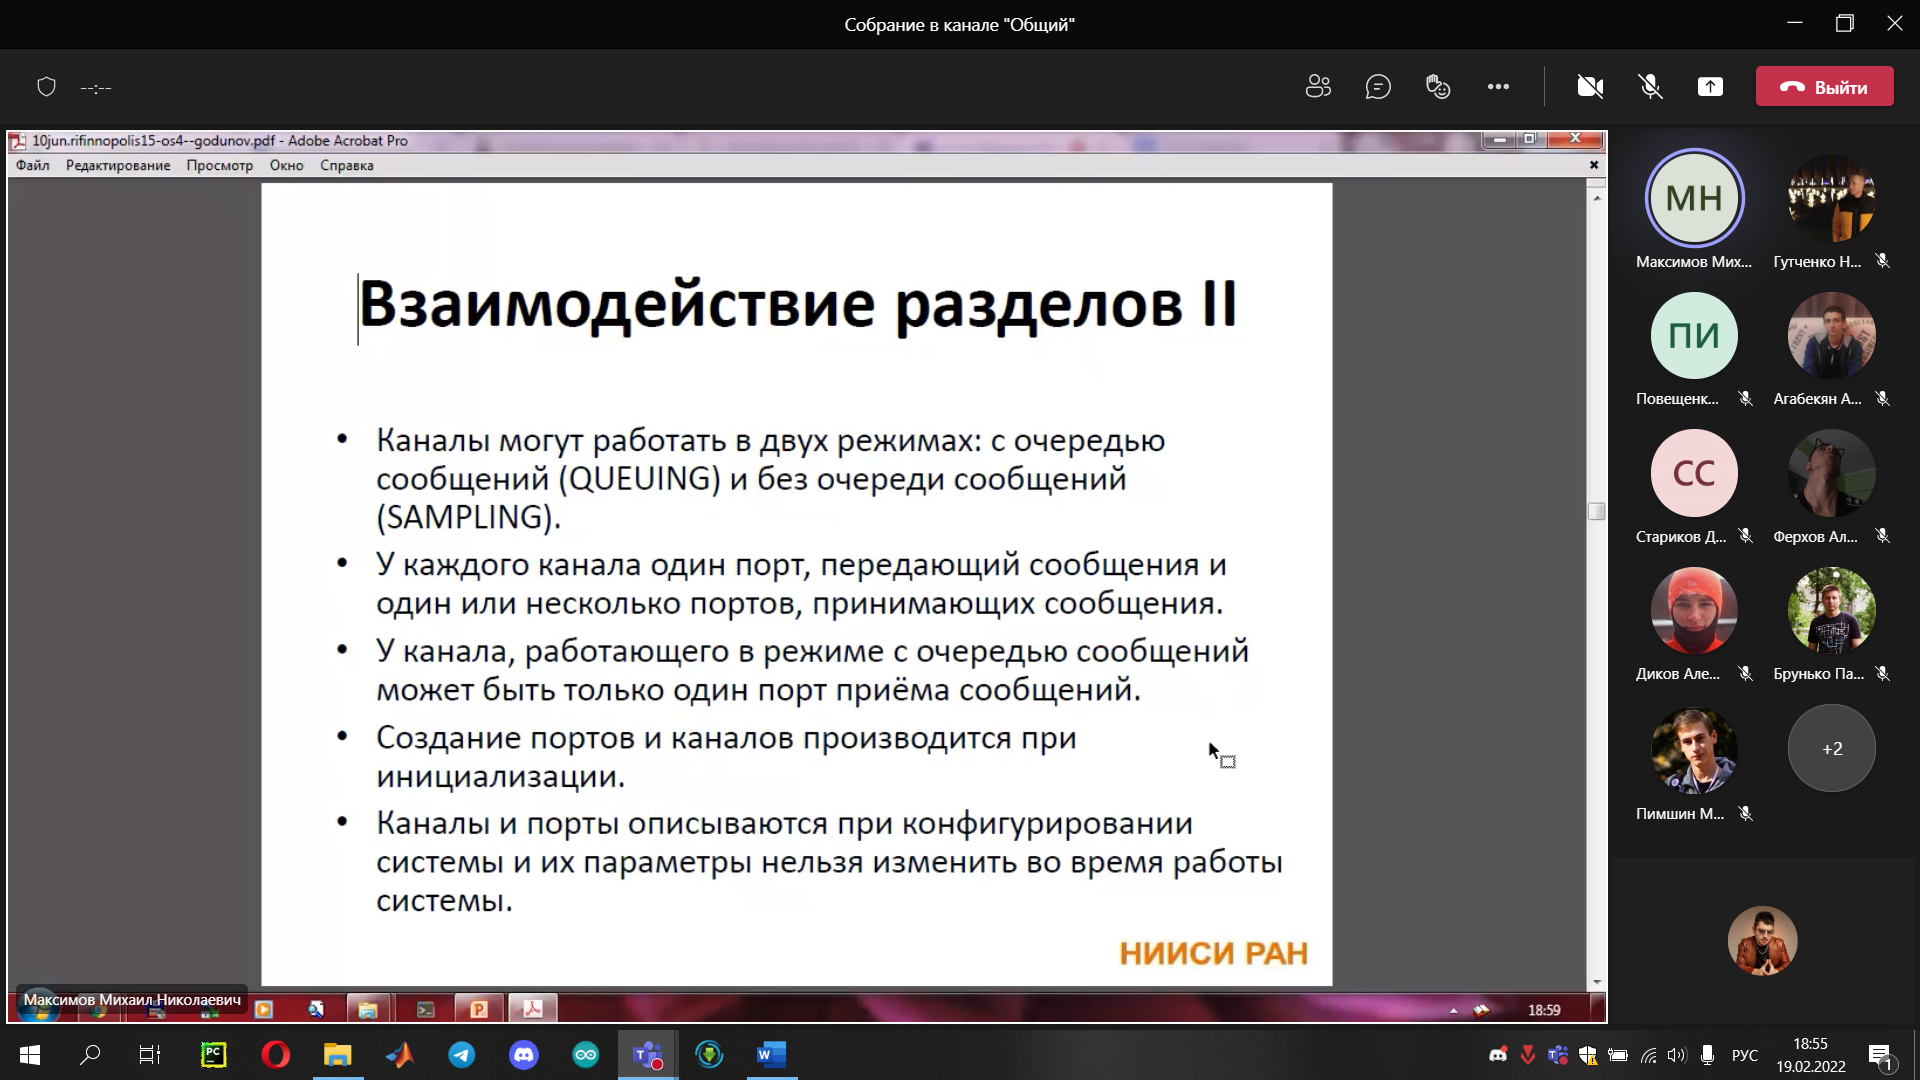 Собрание в канале "Общий"
--:--
Выйти
10jun.rifinnopolis15-os4--godunov.pdf - Adobe Acrobat Pro
Файл Редактирование Просмотр Окно Справка
Взаимодействие разделов II
• Каналы могут работать в двух режимах: с очередью
сообщений (QUEUING) и без очереди сообщений
(SAMPLING).
• У каждого канала один порт, передающий сообщения и
один или несколько портов, принимающих сообщения.
• У канала, работающего в режиме с очередью сообщений
может быть только один порт приёма сообщений.
• Создание портов и каналов производится при
инициализации.
• Каналы и порты описываются при конфигурировании
системы и их параметры нельзя изменить во время работы
системы.
НИИСИ РАН
Максимов Михаил Николаевич
18:59
МН
Максимов Мих... Гутченко Н...
ПИ
Повещенк... Агабекян А...
СС
Стариков Д... Ферхов Ал...
Диков Але... Брунько Па...
+2
Пимшин М...
РУС
18:55
19.02.2022
1